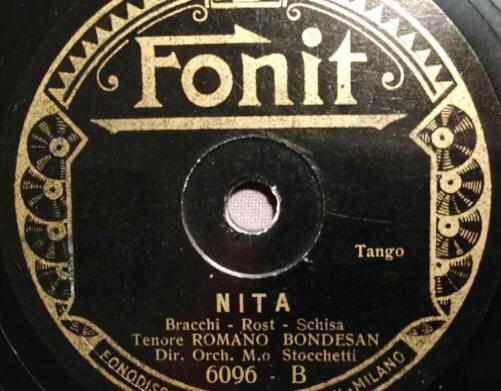 Fonit
Tango
NITA
Bracchi - Rost - Schisa
Tenore ROMANO BONDESAN
Dir. Orch. M.o Stocchetti
6096 - B
MILANO